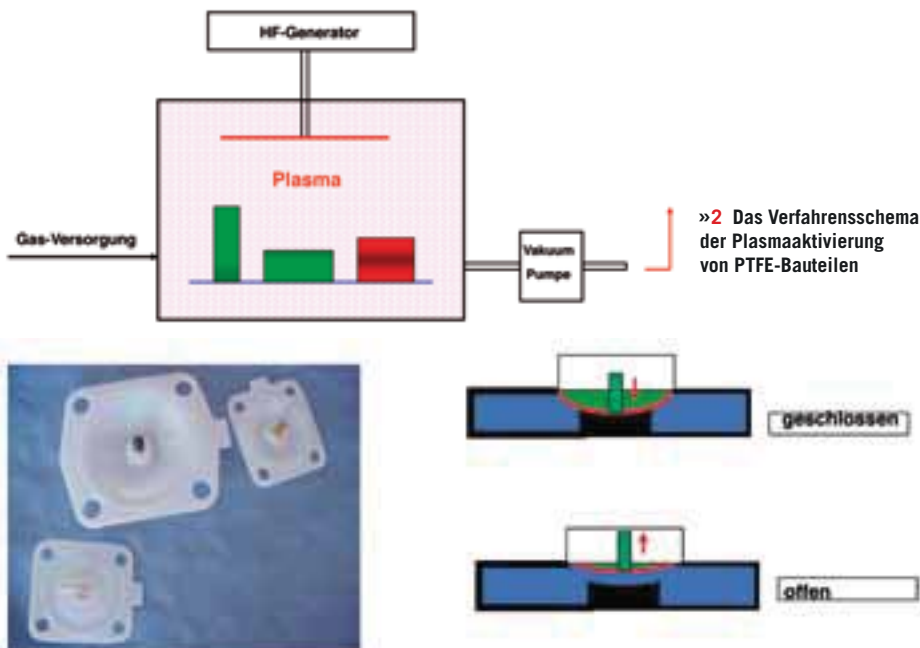 HF-Generator
Plasma
Gas-Versorgung
Vakuum
Pumpe
»2 Das Verfahrensschema
der Plasmaaktivierung
von PTFE-Bauteilen
geschlossen
offen